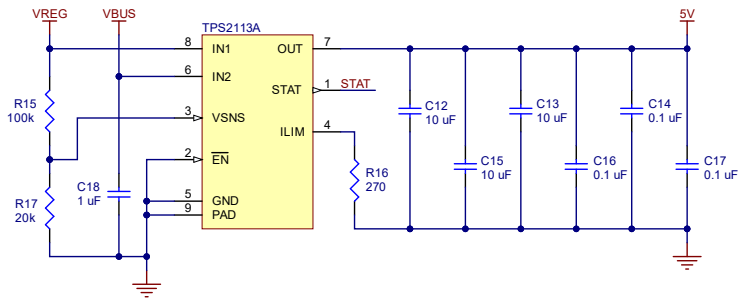 VREG
VBUS
TPS2113A
5V
8
IN1
OUT
7
6
IN2
STAT
1
STAT
R15
100k
3
VSNS
ILIM
4
C12
10 uF
C13
10 uF
C14
0.1 uF
2
EN
R16
270
C15
10 uF
C16
0.1 uF
C17
0.1 uF
R17
20k
C18
1 uF
5
GND
9
PAD